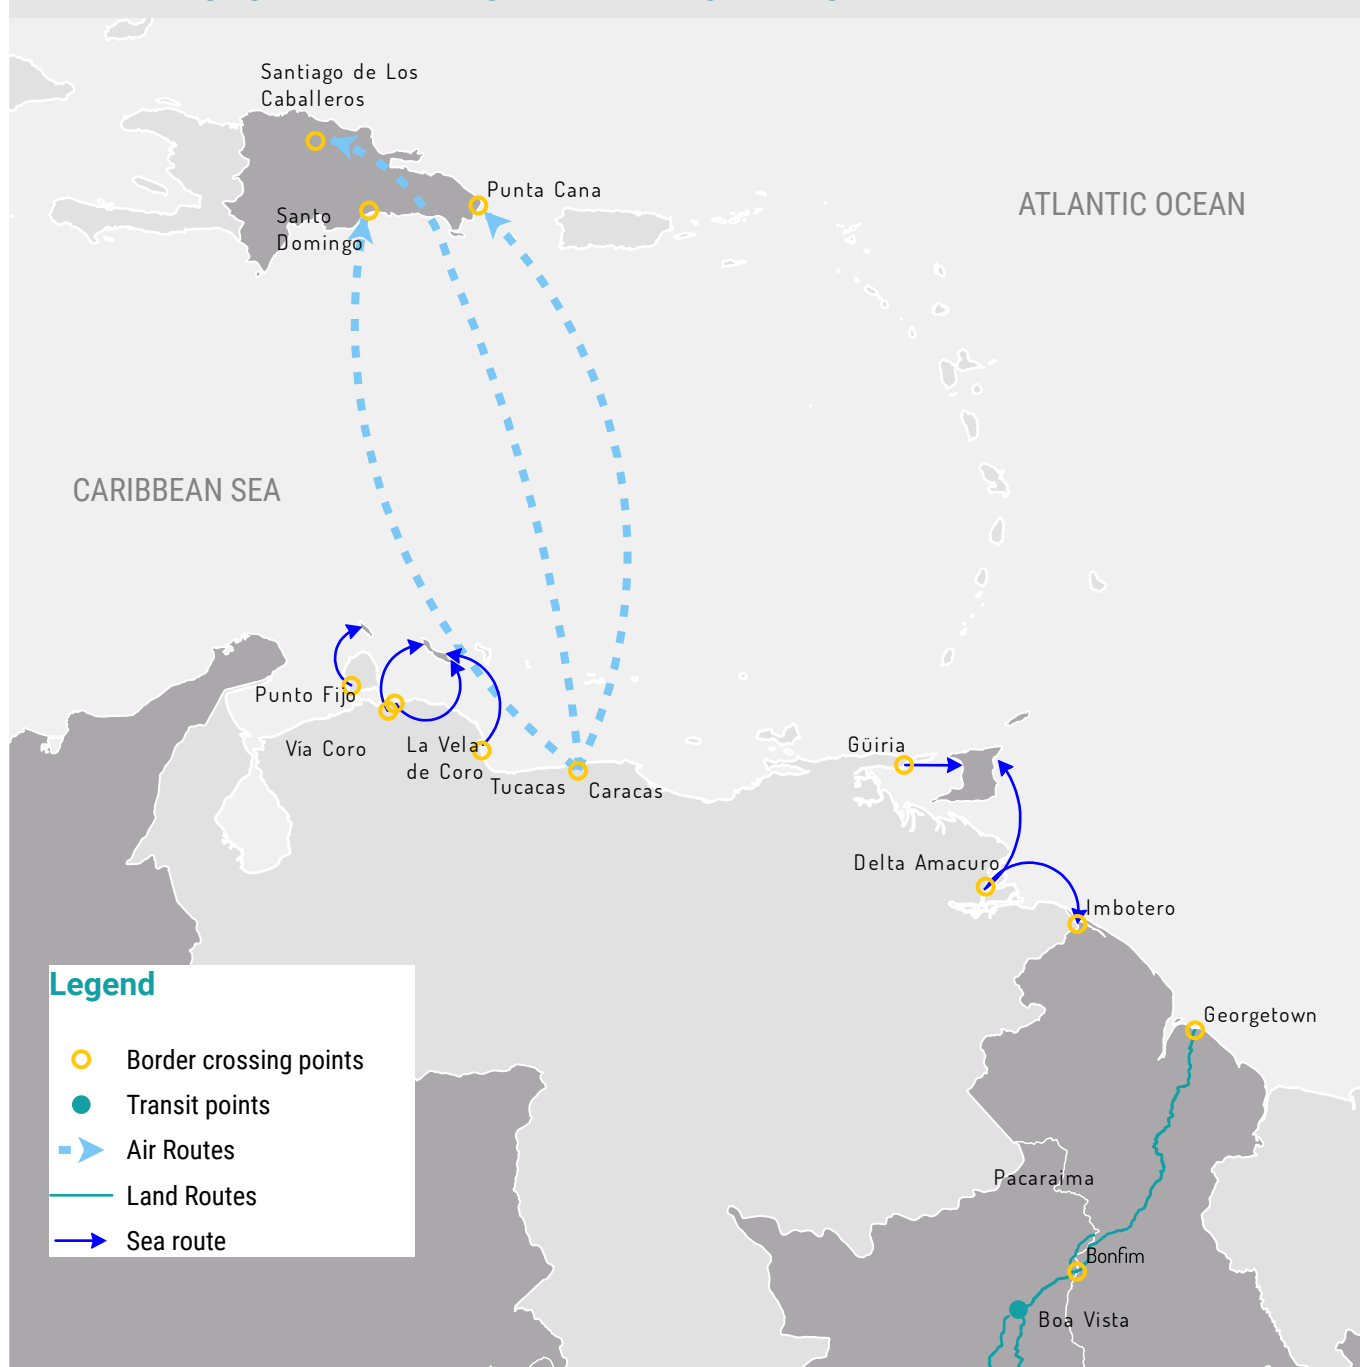 Santiago de Los
Caballeros
Punta Cana
ATLANTIC OCEAN
Santo
Domingo
CARIBBEAN SEA
Punto Fijo
Vía Coro
La Vela
de Coro
Tucacas
Caracas
Güiria
Delta Amacuro
Imbotero
Georgetown
Pacaraima
Bonfim
Boa Vista
Legend
Border crossing points
Transit points
Air Routes
Land Routes
Sea route